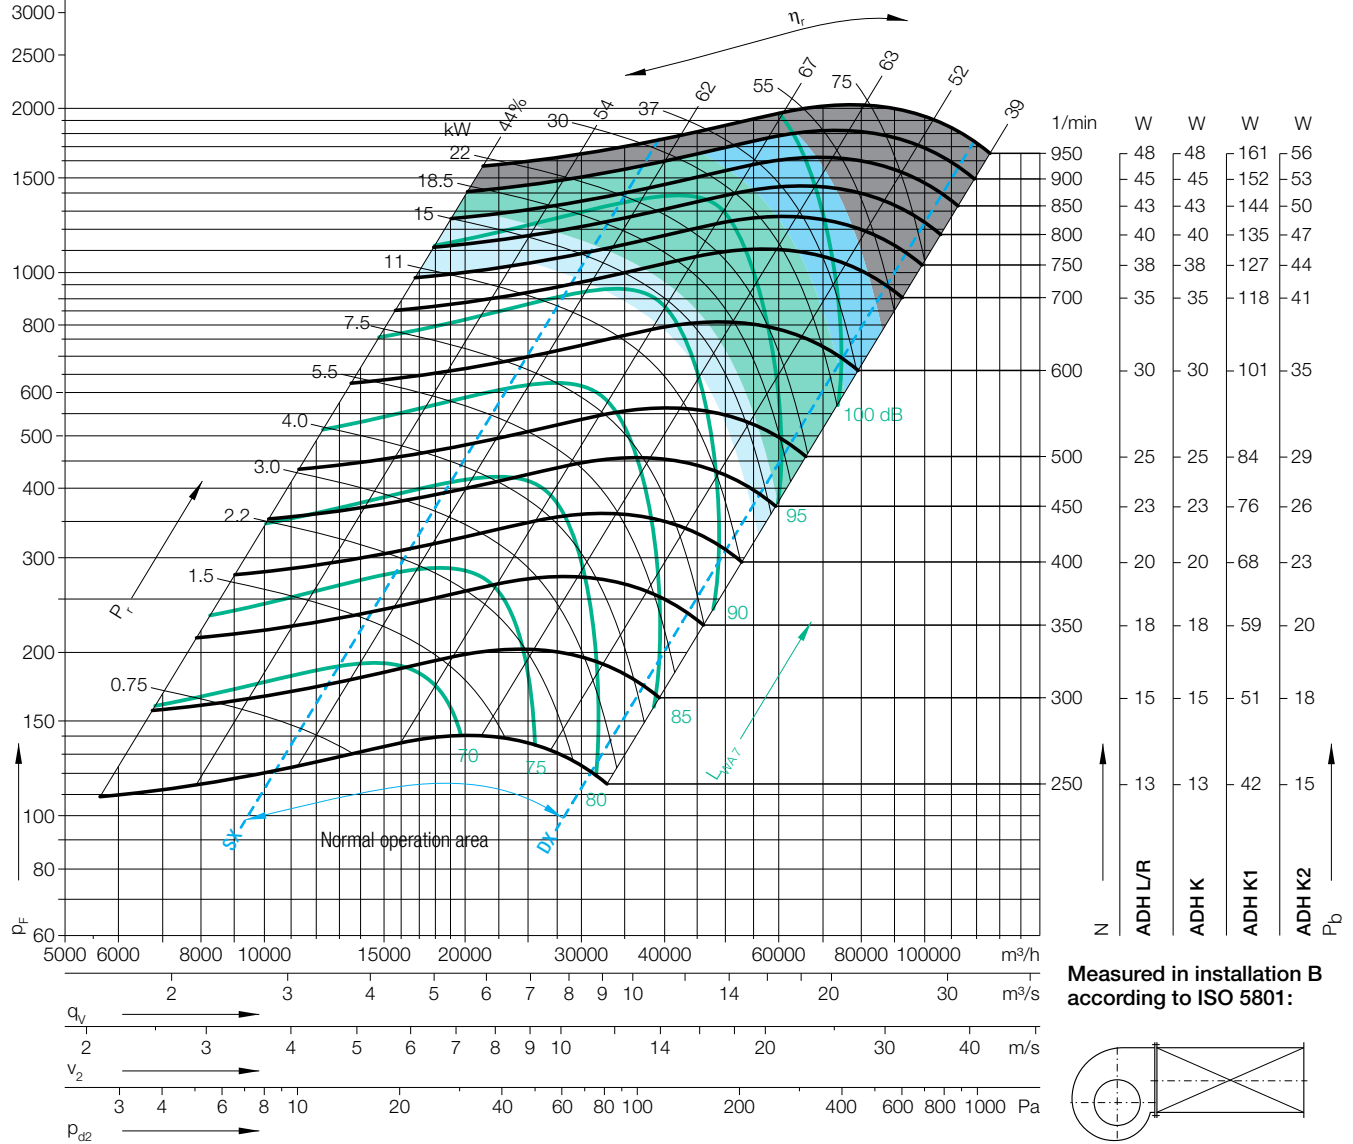 η_r
3000
2500
2000
1500
1000
800
600
500
400
300
200
150
100
80
60
p_F
kW
22
18.5
15
11
7.5
5.5
4.0
3.0
2.2
1.5
0.75
30
37
55
75
44%
54
62
67
63
52
39
P_r
100 dB
95
90
85
80
75
70
L_WA7
SX
DX
Normal operation area
1/min W W W W
950 48 48 161 56
900 45 45 152 53
850 43 43 144 50
800 40 40 135 47
750 38 38 127 44
700 35 35 118 41
600 30 30 101 35
500 25 25 84 29
450 23 23 76 26
400 20 20 68 23
350 18 18 59 20
300 15 15 51 18
250 13 13 42 15
N ADH L/R ADH K ADH K1 ADH K2 P_b
5000 6000 8000 10000 15000 20000 30000 40000 60000 80000 100000 m³/h
2 3 4 5 6 7 8 9 10 14 20 30 m³/s
q_V
2 3 4 5 6 7 8 9 10 14 20 30 40 m/s
v_2
3 4 6 8 10 20 40 60 80 100 200 400 600 800 1000 Pa
p_d2
Measured in installation B
according to ISO 5801: